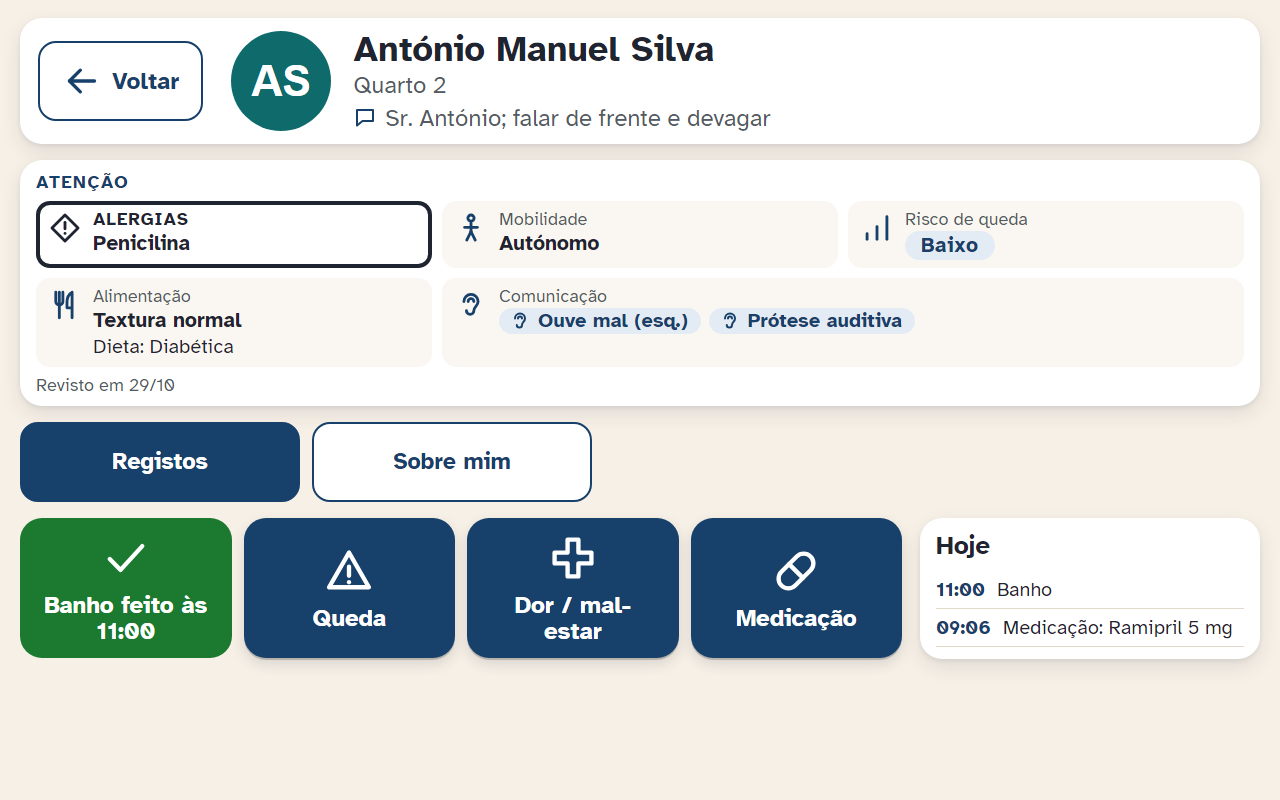 Voltar
AS
António Manuel Silva
Quarto 2
Sr. António; falar de frente e devagar
ATENÇÃO
ALERGIAS
Penicilina
Mobilidade
Autónomo
Risco de queda
Baixo
Alimentação
Textura normal
Dieta: Diabética
Comunicação
Ouve mal (esq.)
Prótese auditiva
Revisto em 29/10
Registos
Sobre mim
Banho feito às
11:00
Queda
Dor / mal-
estar
Medicação
Hoje
11:00 Banho
09:06 Medicação: Ramipril 5 mg